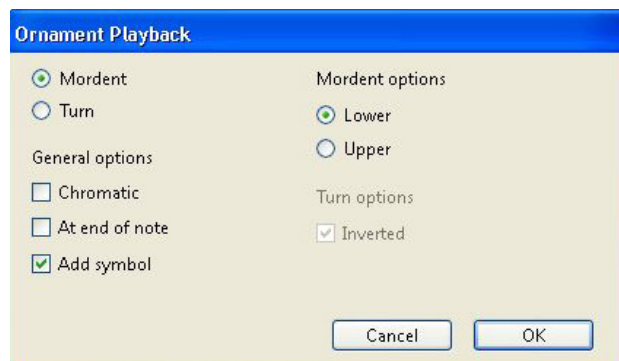 Ornament Playback
Mordent
Turn
General options
Chromatic
At end of note
Add symbol
Mordent options
Lower
Upper
Turn options
Inverted
Cancel
OK